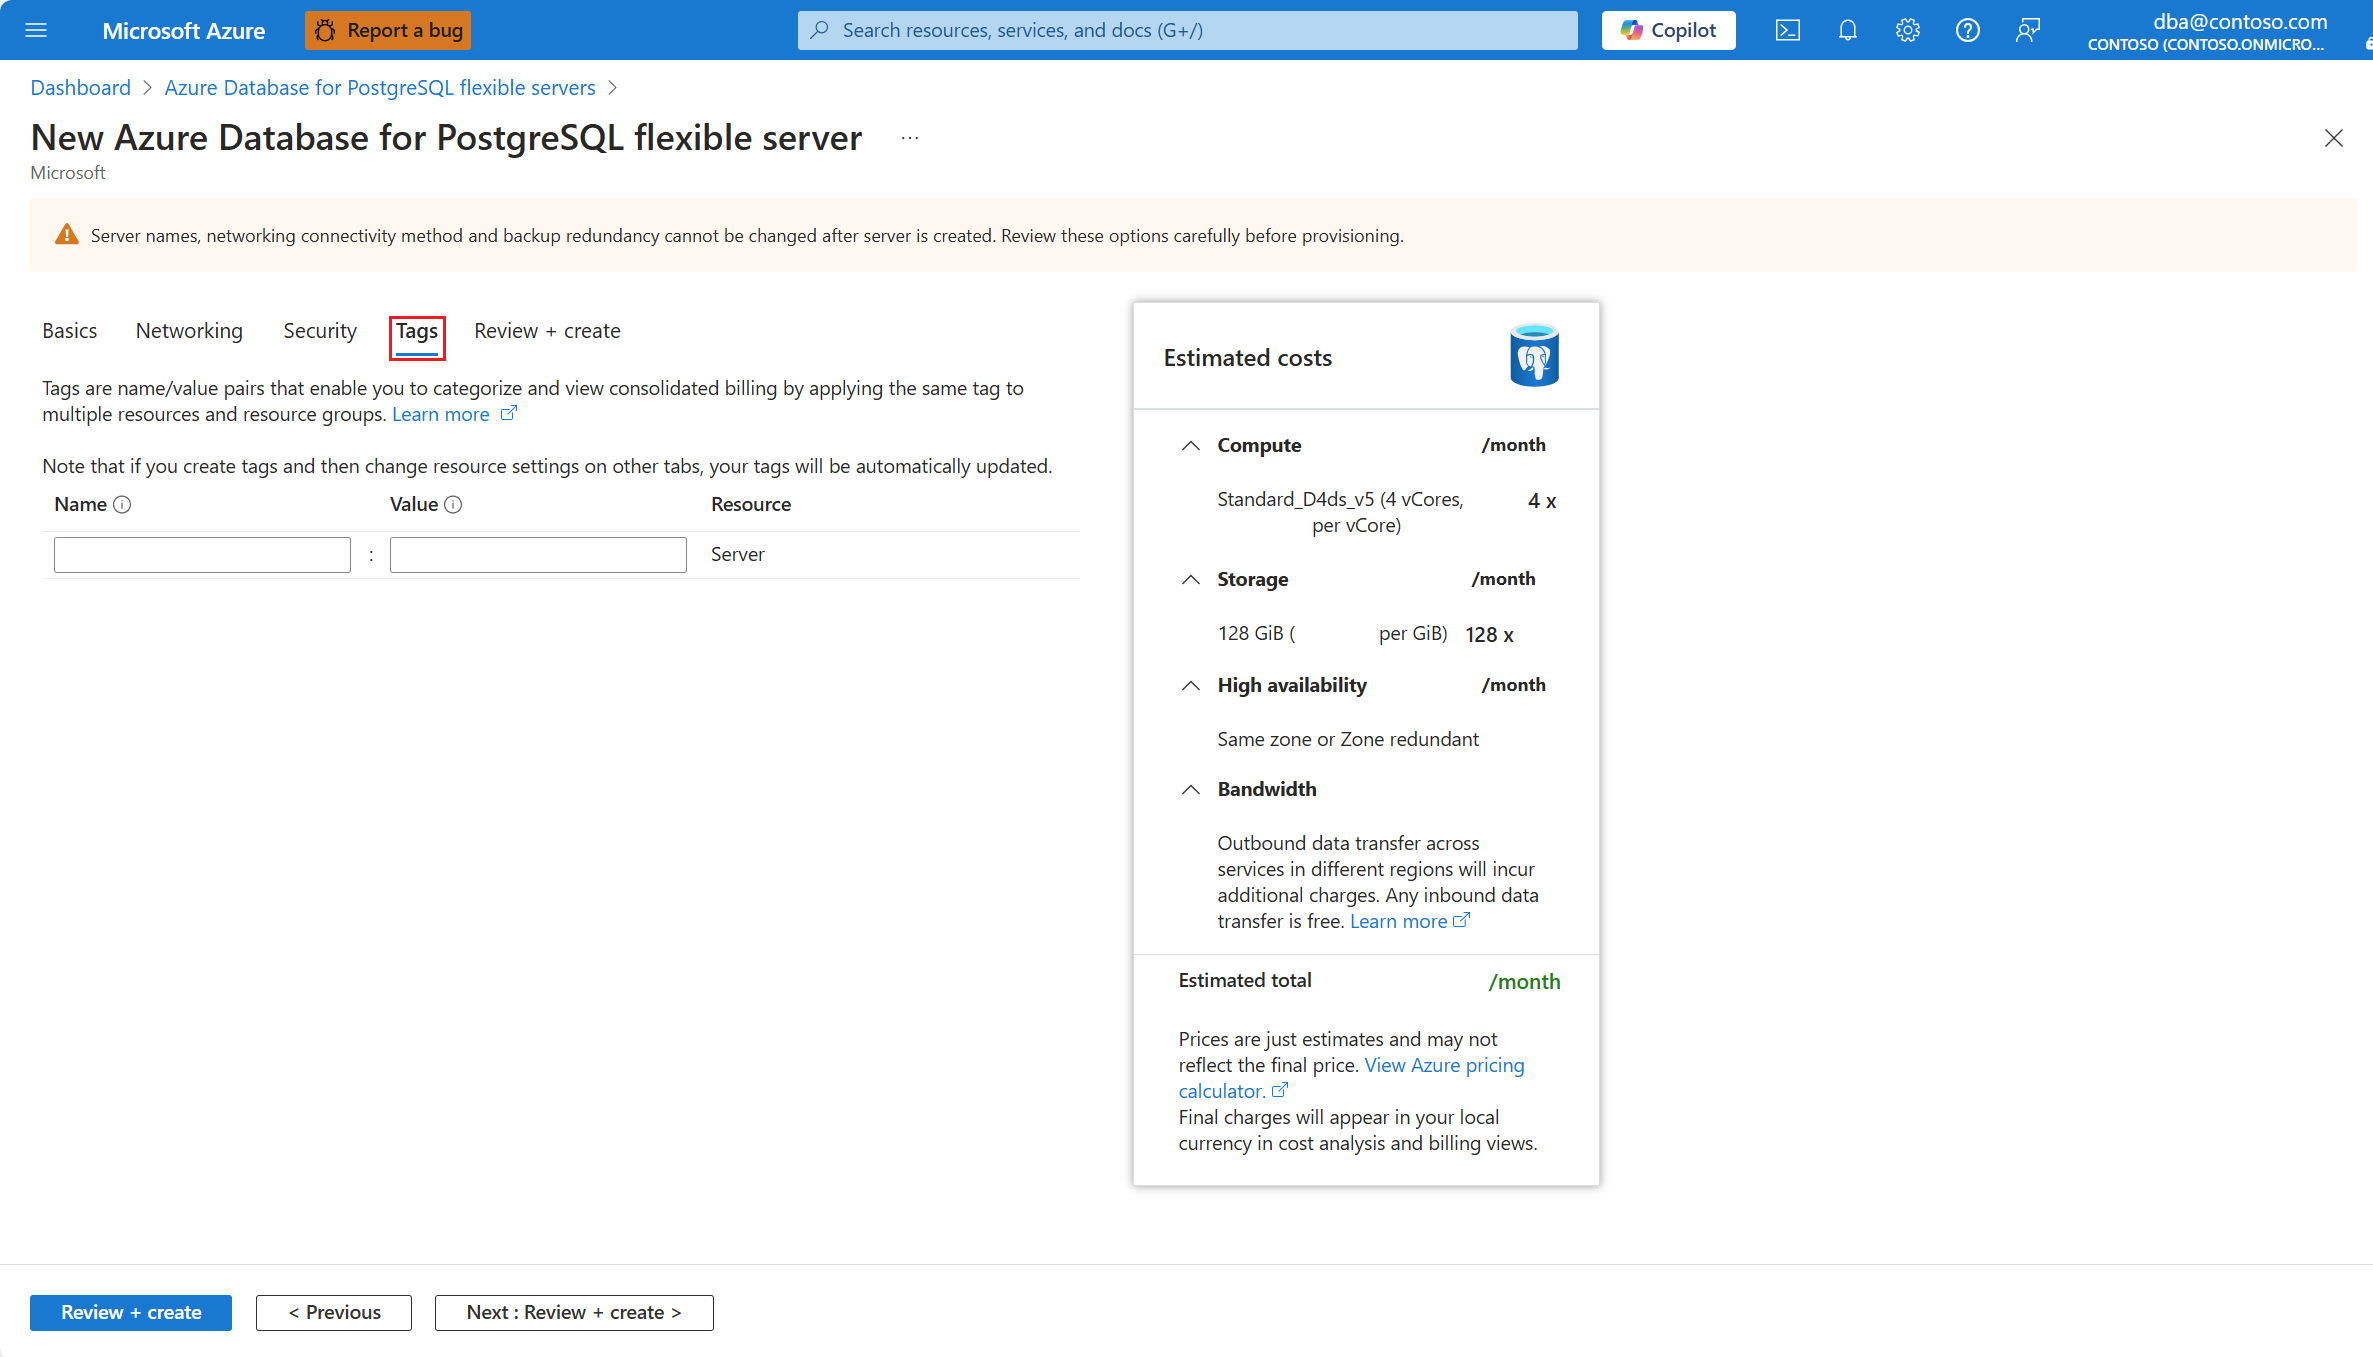 Microsoft Azure
Report a bug
Search resources, services, and docs (G+/)
Copilot
dba@contoso.com
CONTOSO (CONTOSO.ONMICRO...
Dashboard
Azure Database for PostgreSQL flexible servers
New Azure Database for PostgreSQL flexible server
...
Microsoft
Server names, networking connectivity method and backup redundancy cannot be changed after server is created. Review these options carefully before provisioning.
Basics
Networking
Security
Tags
Review + create
Tags are name/value pairs that enable you to categorize and view consolidated billing by applying the same tag to
multiple resources and resource groups. Learn more
Note that if you create tags and then change resource settings on other tabs, your tags will be automatically updated.
Name
Value
Resource
:
Server
Estimated costs
Compute /month
Standard_D4ds_v5 (4 vCores, 4 x
per vCore)
Storage /month
128 GiB ( per GiB) 128 x
High availability /month
Same zone or Zone redundant
Bandwidth
Outbound data transfer across
services in different regions will incur
additional charges. Any inbound data
transfer is free. Learn more
Estimated total /month
Prices are just estimates and may not
reflect the final price. View Azure pricing
calculator.
Final charges will appear in your local
currency in cost analysis and billing views.
Review + create
< Previous
Next : Review + create >